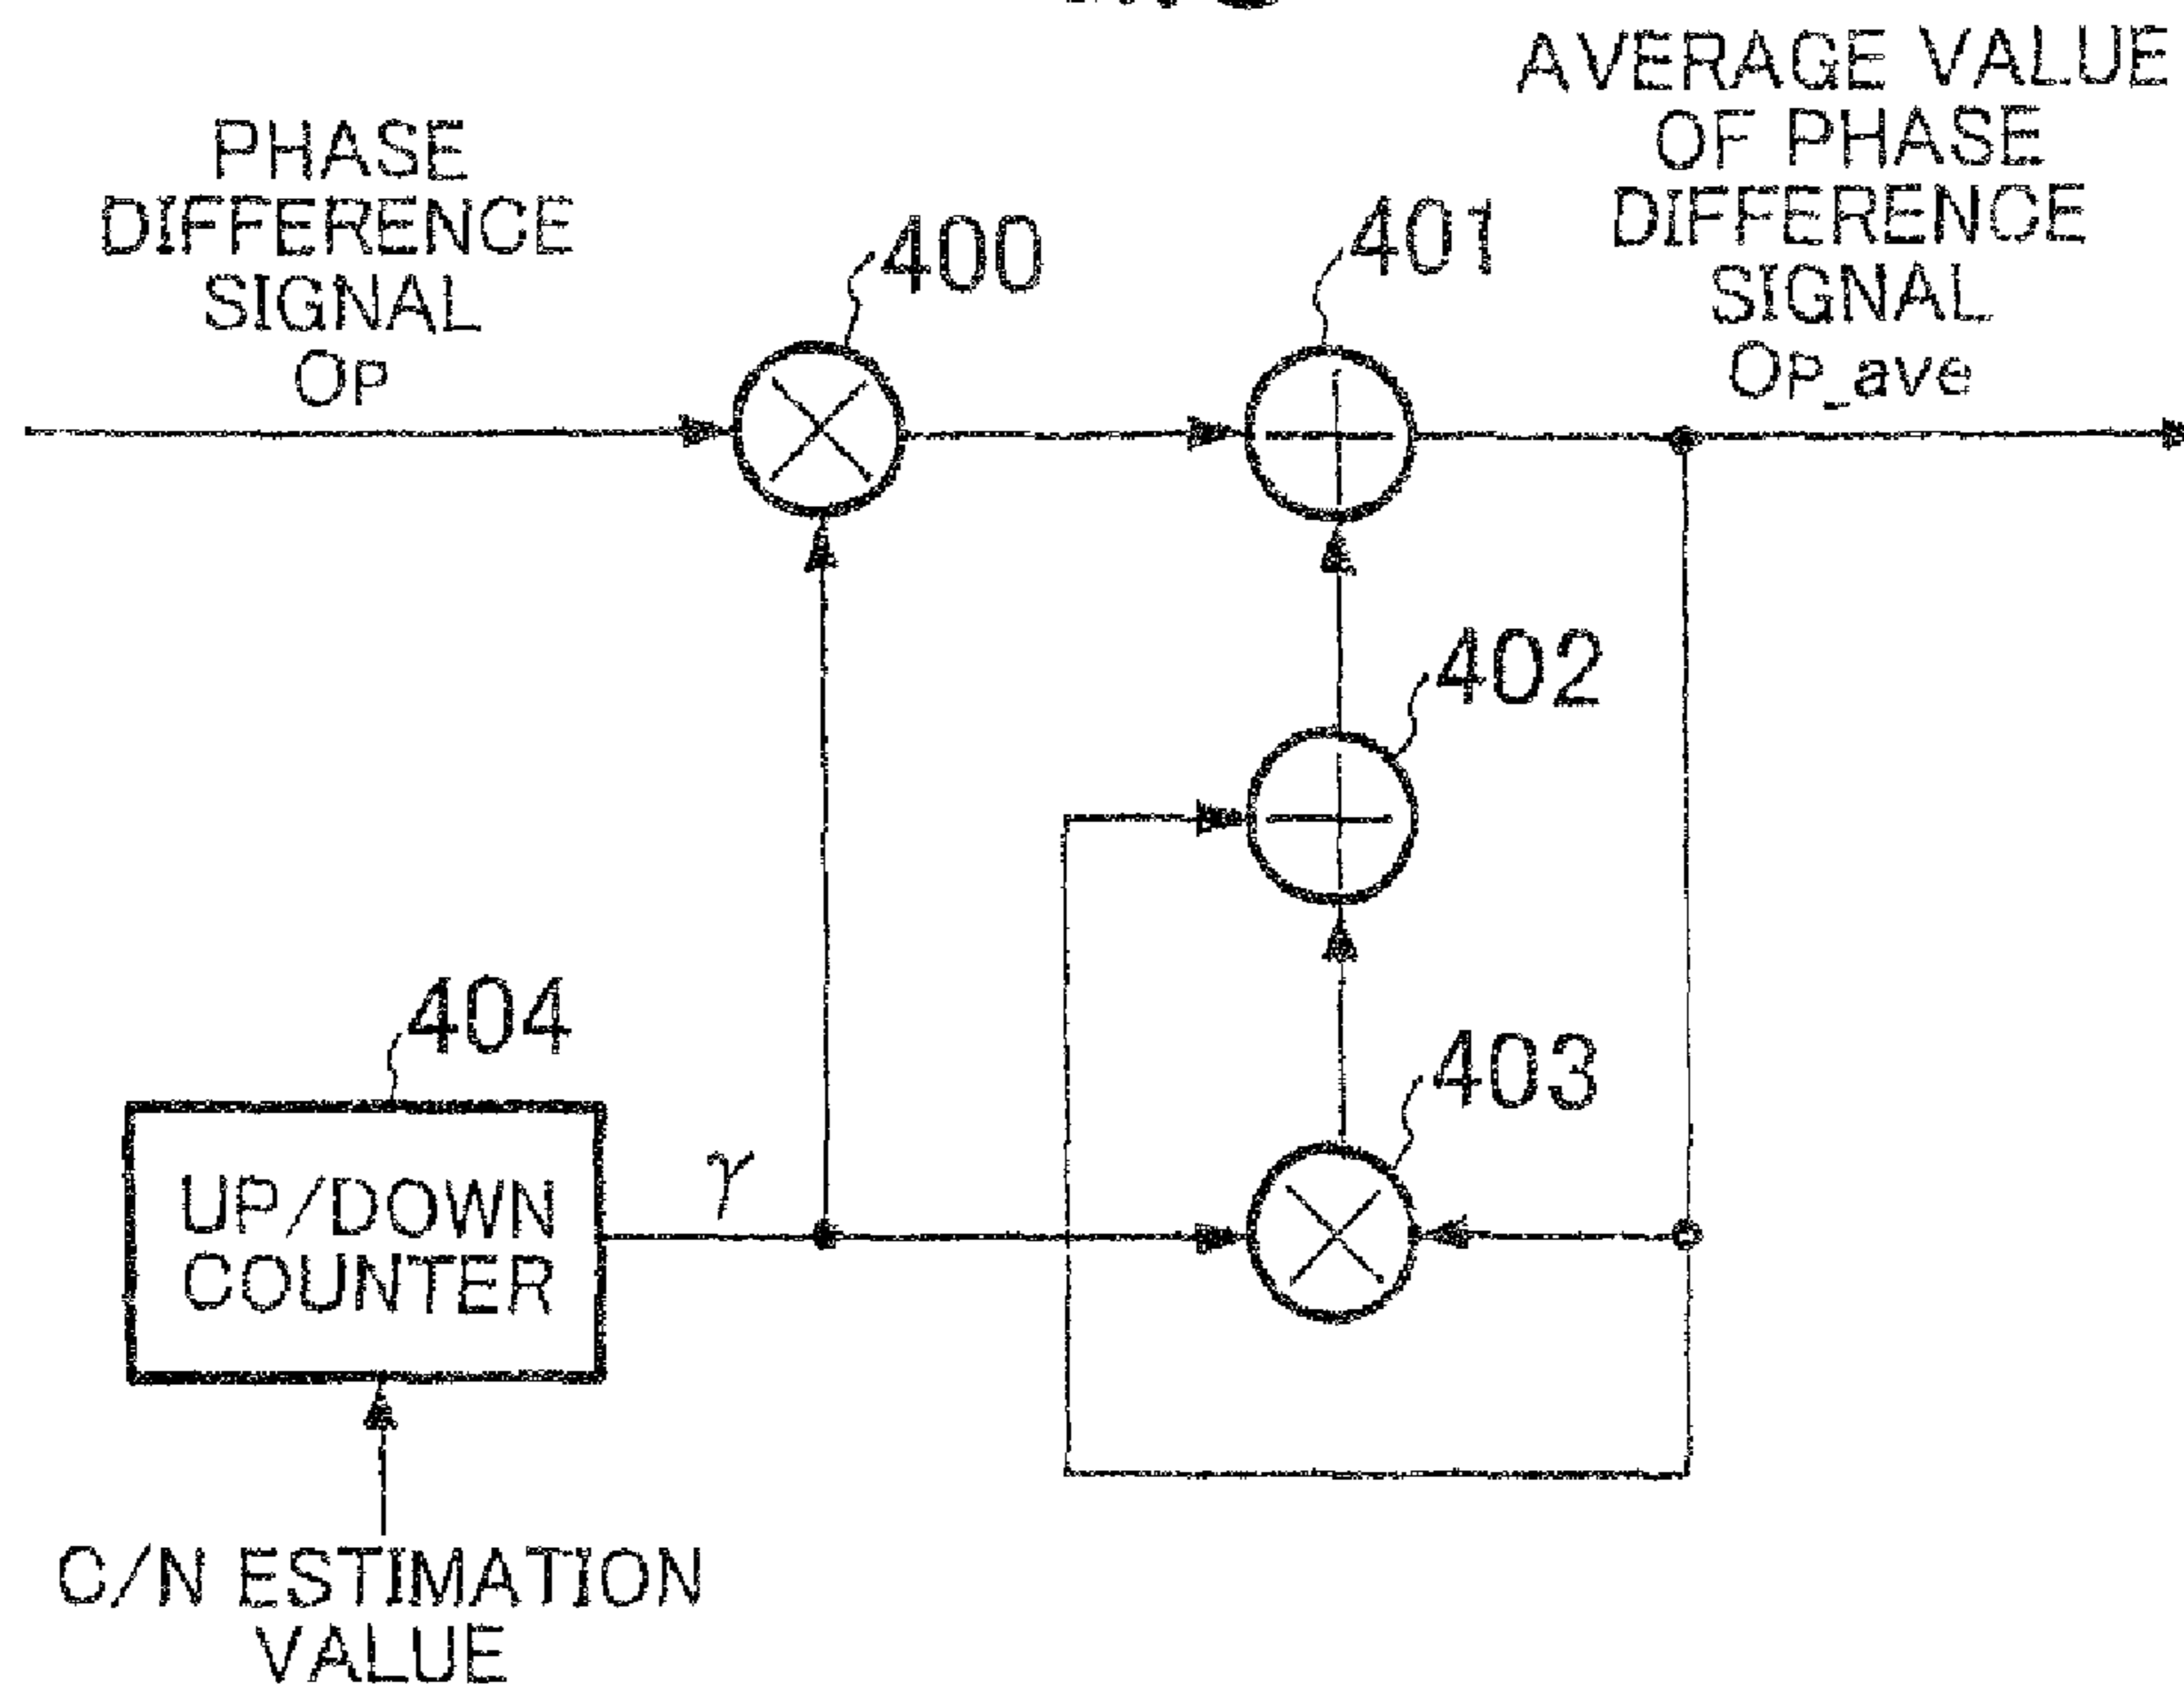 PHASE
DIFFERENCE
SIGNAL
OP
400
401
AVERAGE VALUE
OF PHASE
DIFFERENCE
SIGNAL
OP_ave
402
404
403
UP/DOWN
COUNTER
γ
C/N ESTIMATION
VALUE